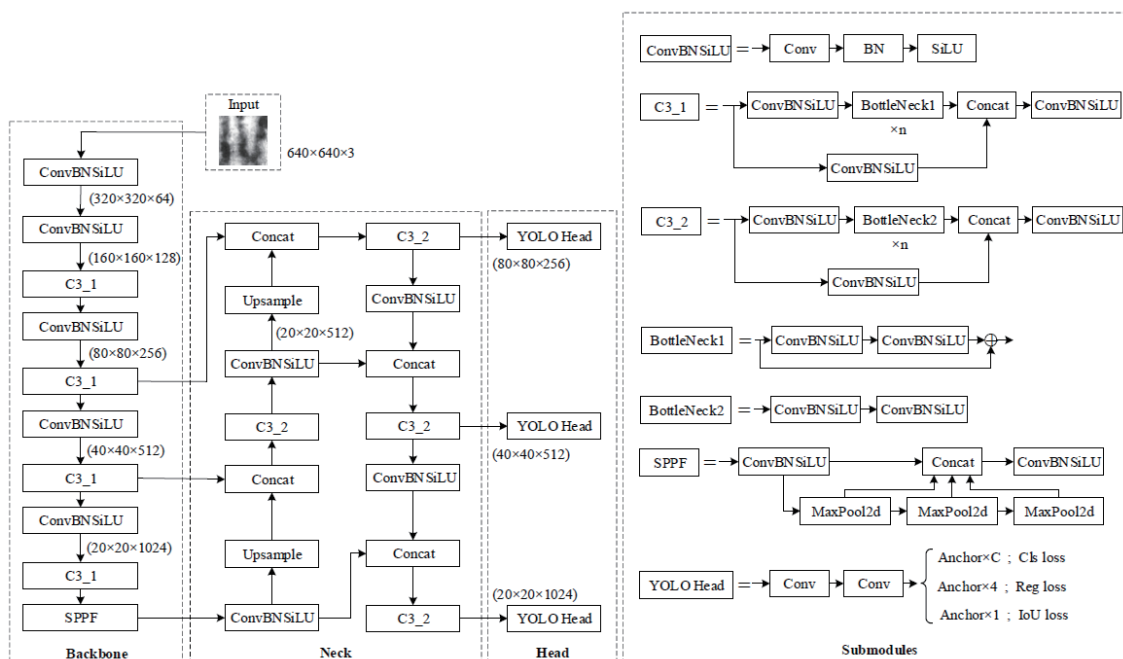 Input
640×640×3
ConvBNSiLU
(320×320×64)
ConvBNSiLU
(160×160×128)
C3_1
ConvBNSiLU
(80×80×256)
C3_1
ConvBNSiLU
(40×40×512)
C3_1
ConvBNSiLU
(20×20×1024)
C3_1
SPPF
Backbone
Concat
Upsample
(20×20×512)
ConvBNSiLU
C3_2
Concat
Upsample
ConvBNSiLU
C3_2
ConvBNSiLU
Concat
C3_2
ConvBNSiLU
Concat
C3_2
Neck
YOLO Head
(80×80×256)
YOLO Head
(40×40×512)
(20×20×1024)
YOLO Head
Head
ConvBNSiLU = Conv BN SiLU
C3_1 = ConvBNSiLU BottleNeck1 Concat ConvBNSiLU
×n
ConvBNSiLU
C3_2 = ConvBNSiLU BottleNeck2 Concat ConvBNSiLU
×n
ConvBNSiLU
BottleNeck1 = ConvBNSiLU ConvBNSiLU
BottleNeck2 = ConvBNSiLU ConvBNSiLU
SPPF = ConvBNSiLU Concat ConvBNSiLU
MaxPool2d MaxPool2d MaxPool2d
YOLO Head = Conv Conv
Anchor×C ; Cls loss
Anchor×4 ; Reg loss
Anchor×1 ; IoU loss
Submodules